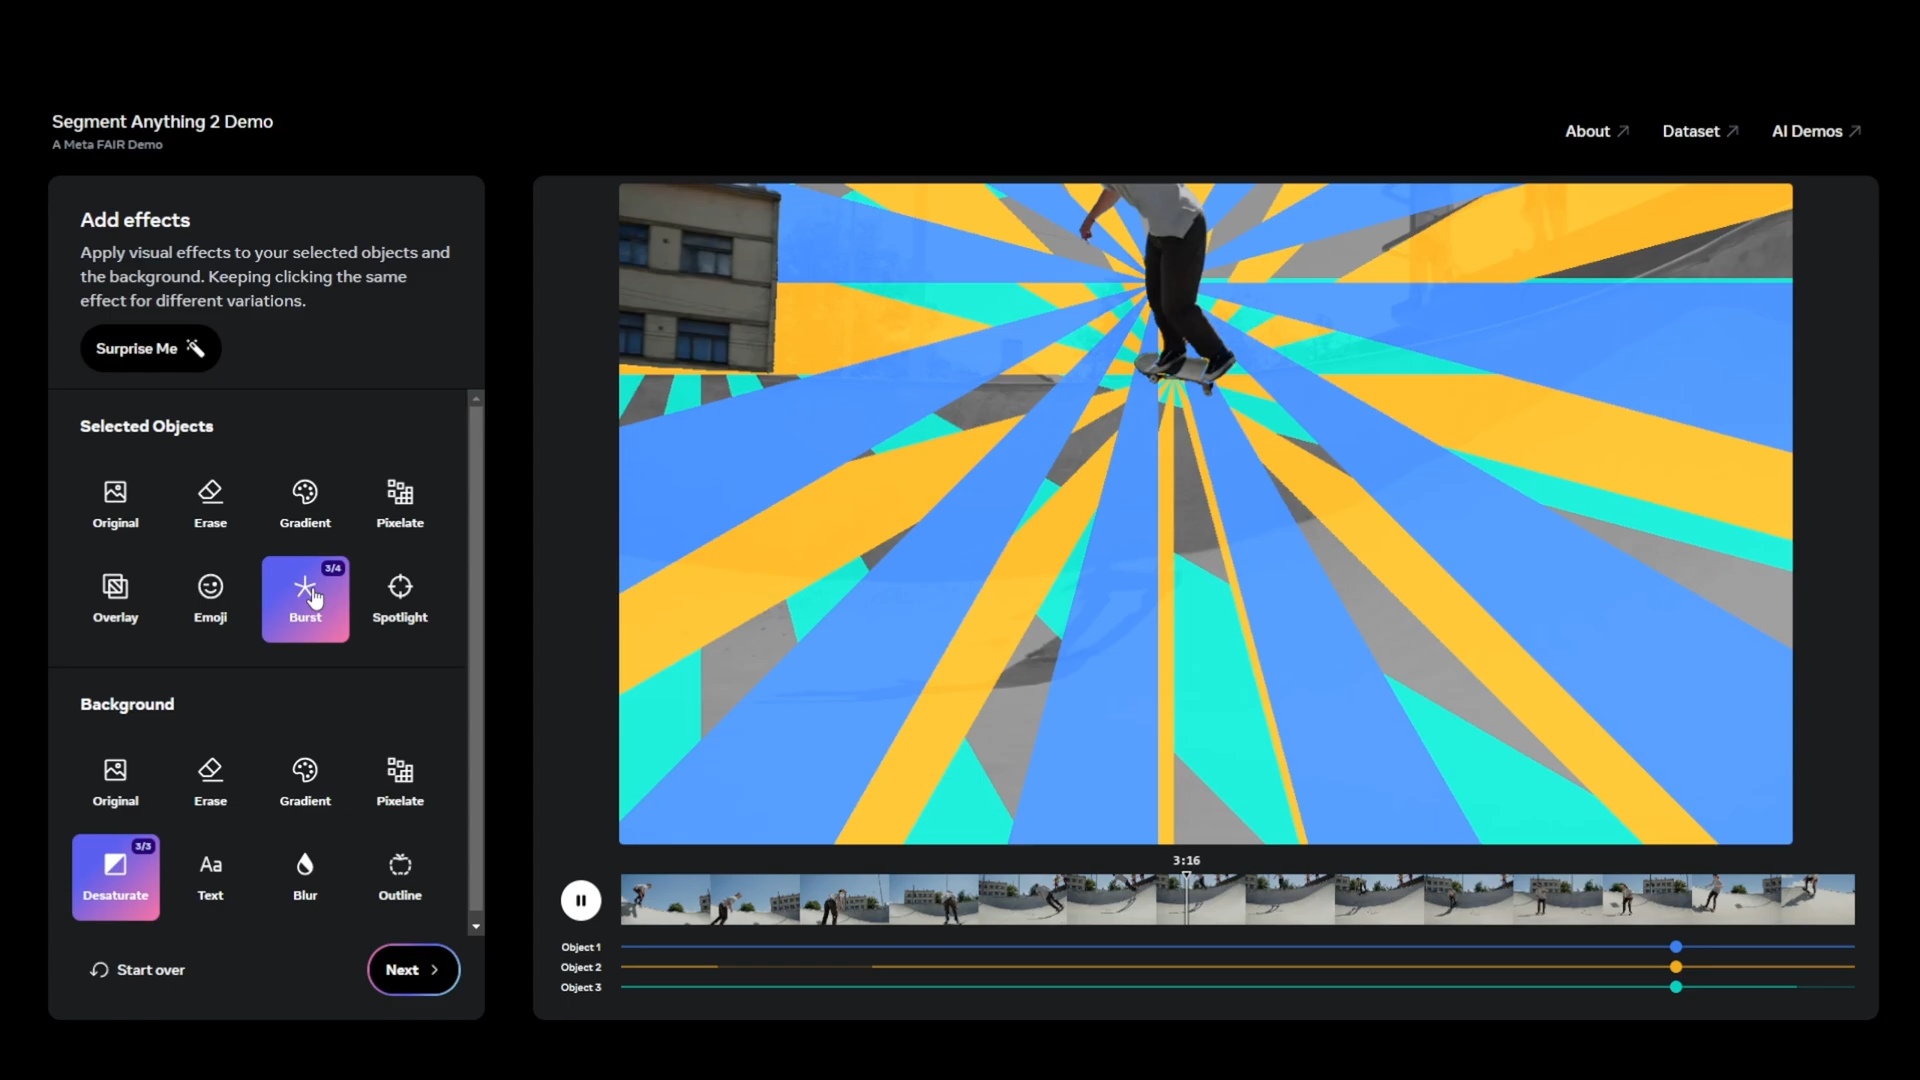 Segment Anything 2 Demo
A Meta FAIR Demo
About
Dataset
AI Demos
Add effects
Apply visual effects to your selected objects and
the background. Keeping clicking the same
effect for different variations.
Surprise Me
Selected Objects
Original
Erase
Gradient
Pixelate
Overlay
Emoji
3/4
Burst
Spotlight
Background
Original
Erase
Gradient
Pixelate
3/3
Desaturate
Aa
Text
Blur
Outline
Start over
Next
3:16
Object 1
Object 2
Object 3